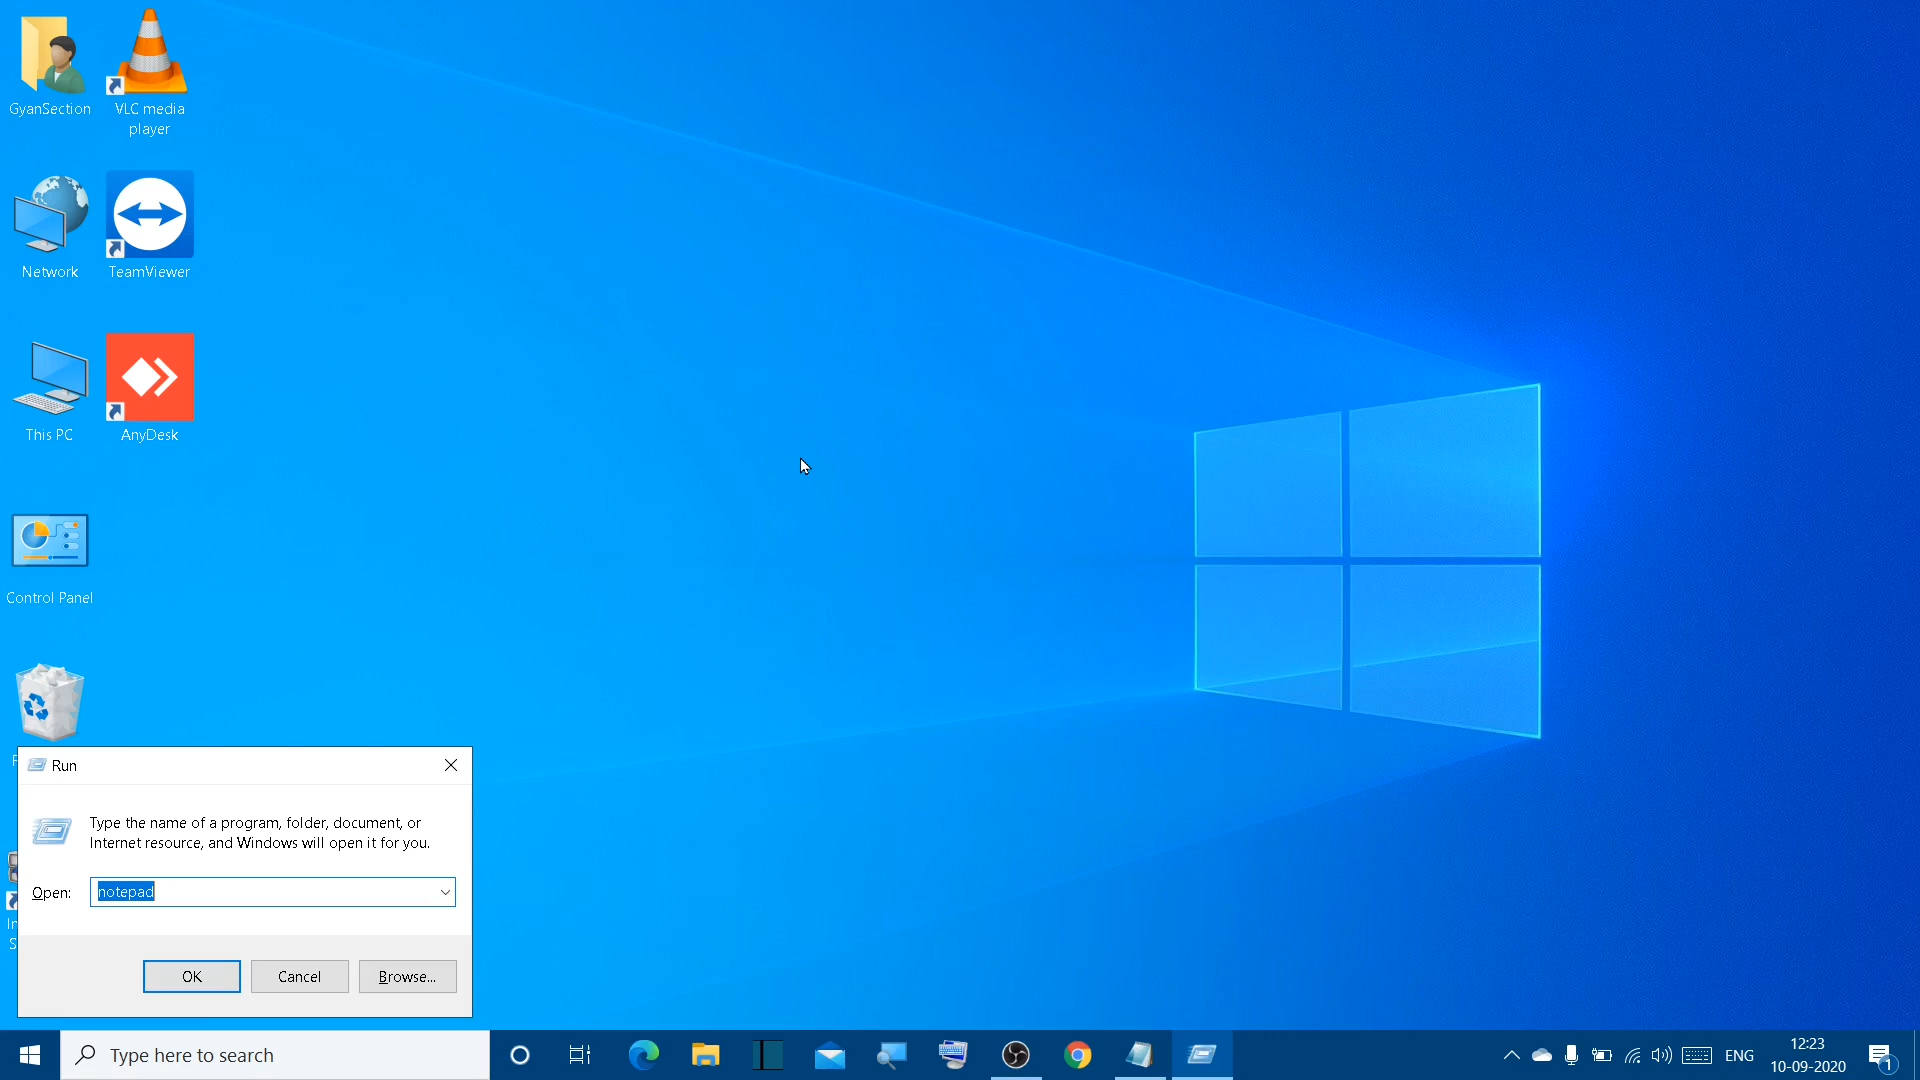 GyanSection
VLC media
player
Network
TeamViewer
This PC
AnyDesk
Control Panel
Run
Type the name of a program, folder, document, or
Internet resource, and Windows will open it for you.
Open:
notepad
OK
Cancel
Browse...
Type here to search
ENG
12:23
10-09-2020
1